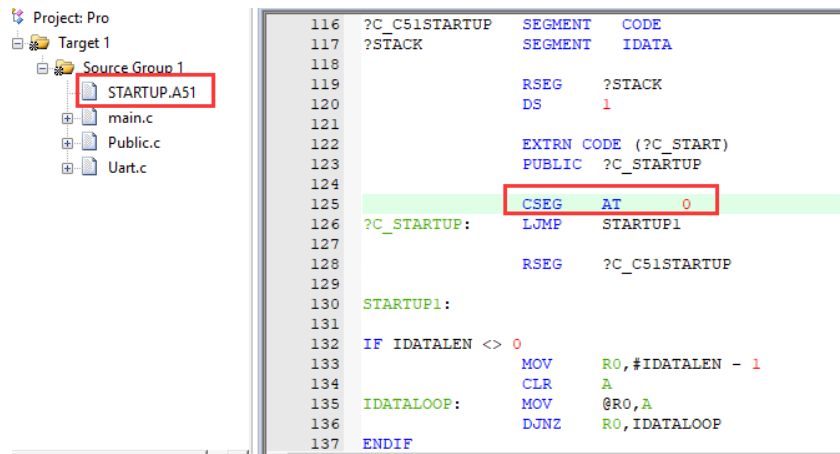 Project: Pro
Target 1
Source Group 1
STARTUP.A51
main.c
Public.c
Uart.c
116 ?C_C51STARTUP SEGMENT CODE
117 ?STACK SEGMENT IDATA
118
119 RSEG ?STACK
120 DS 1
121
122 EXTRN CODE (?C_START)
123 PUBLIC ?C_STARTUP
124
125 CSEG AT 0
126 ?C_STARTUP: LJMP STARTUP1
127
128 RSEG ?C_C51STARTUP
129
130 STARTUP1:
131
132 IF IDATALEN <> 0
133 MOV R0,#IDATALEN - 1
134 CLR A
135 IDATALOOP: MOV @R0,A
136 DJNZ R0,IDATALOOP
137 ENDIF